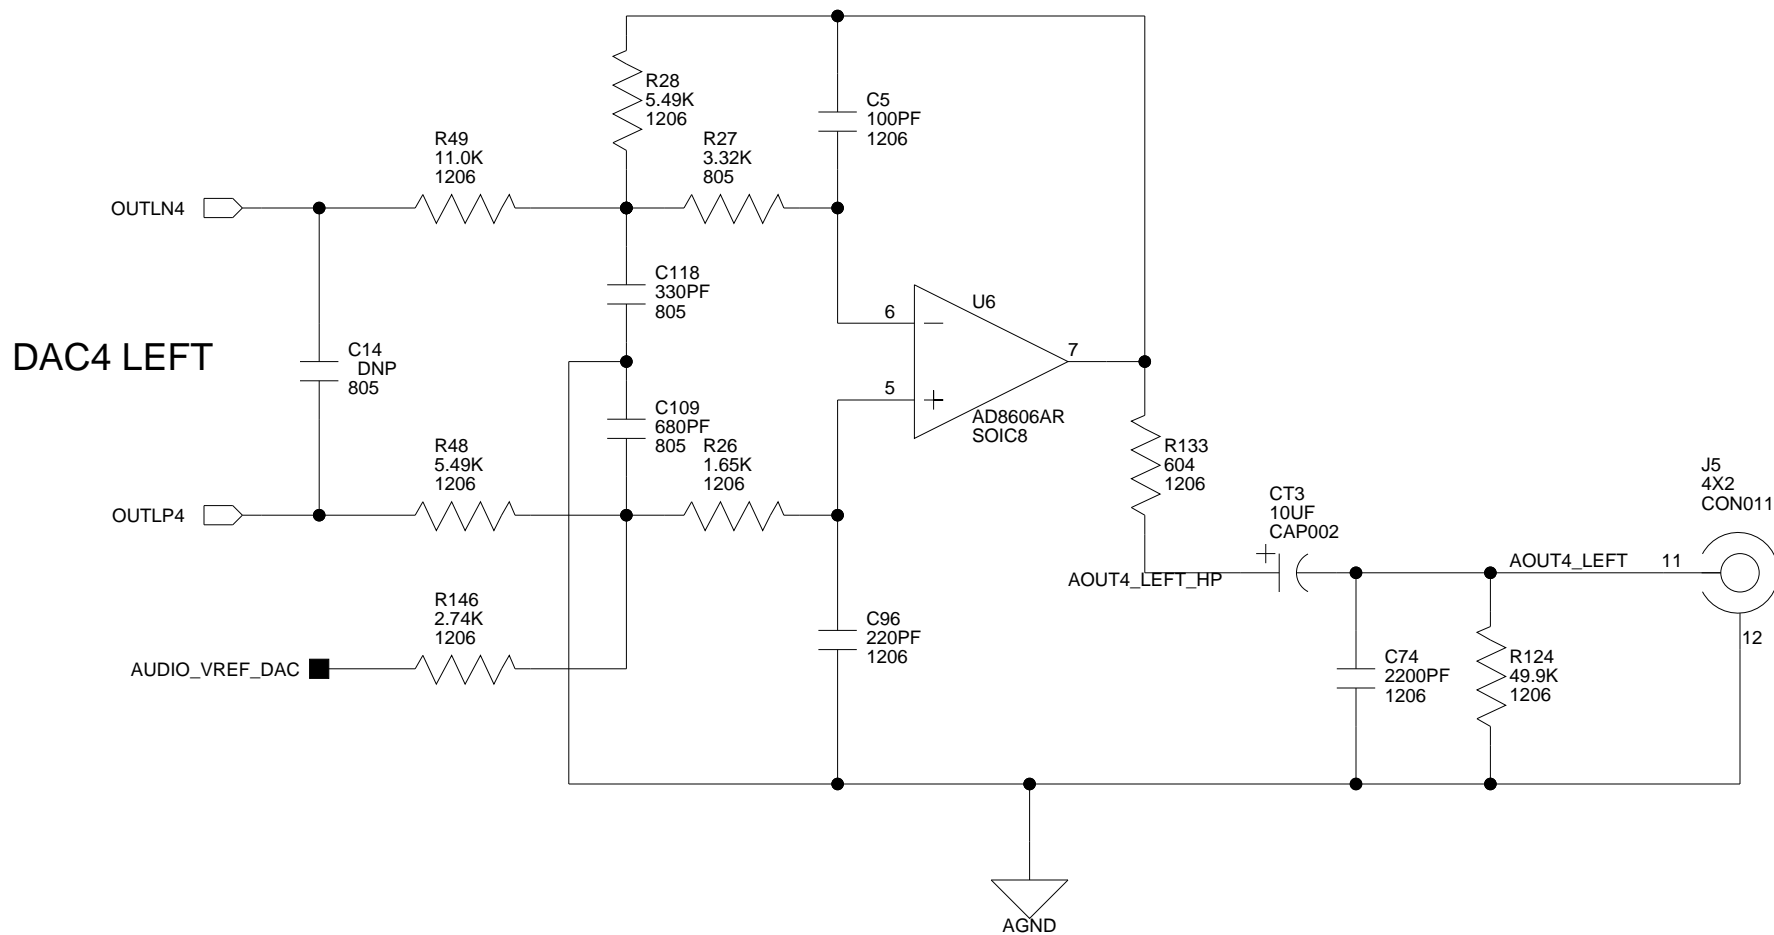 R28
5.49K
1206
C5
100PF
1206
R49
11.0K
1206
R27
3.32K
805
OUTLN4
C118
330PF
805
U6
6
7
5
AD8606AR
SOIC8
DAC4 LEFT
C14
DNP
805
C109
680PF
805
R48
5.49K
1206
R26
1.65K
1206
OUTLP4
R133
604
1206
CT3
10UF
CAP002
J5
4X2
CON011
AOUT4_LEFT_HP
AOUT4_LEFT
11
12
R146
2.74K
1206
AUDIO_VREF_DAC
C96
220PF
1206
C74
2200PF
1206
R124
49.9K
1206
AGND